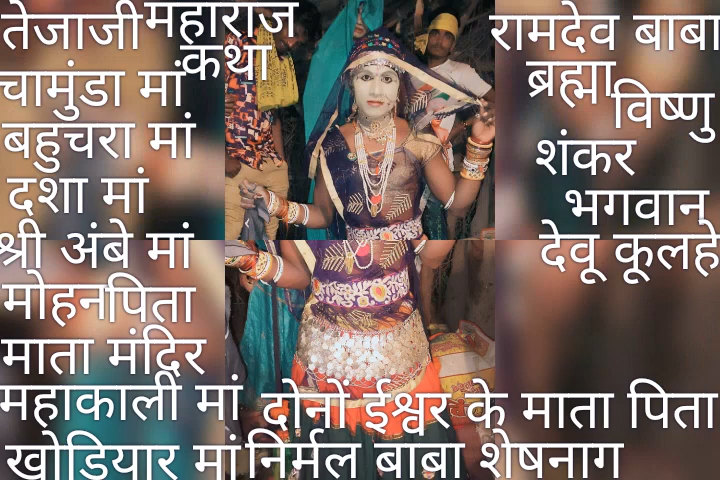 तेजाजी महाराज
कथा
चामुंडा मां
बहुचरा मां
दशा मां
श्री अंबे मां
मोहनपिता
माता मंदिर
महाकाली मां
खोडियार मां
रामदेव बाबा
ब्रह्मा
विष्णु
शंकर
भगवान
देवू कूलहे
दोनों ईश्वर के माता पिता
निर्मल बाबा शेषनाग